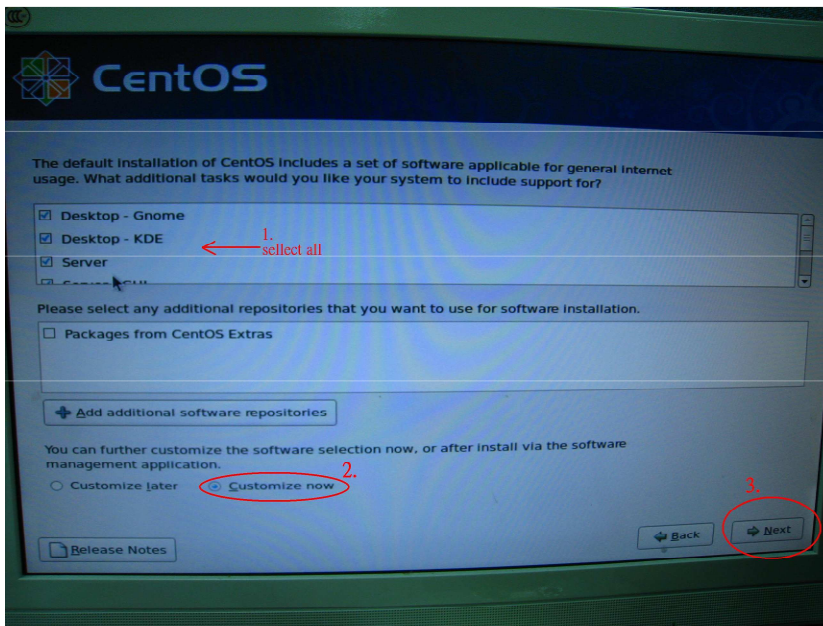 CentOS
The default installation of CentOS includes a set of software applicable for general internet
usage. What additional tasks would you like your system to include support for?
Desktop - Gnome
1.
Desktop - KDE
sellect all
Server
Please select any additional repositories that you want to use for software installation.
Packages from CentOS Extras
Add additional software repositories
You can further customize the software selection now, or after install via the software
management application.
2.
Customize later
Customize now
3.
Back
Next
Release Notes